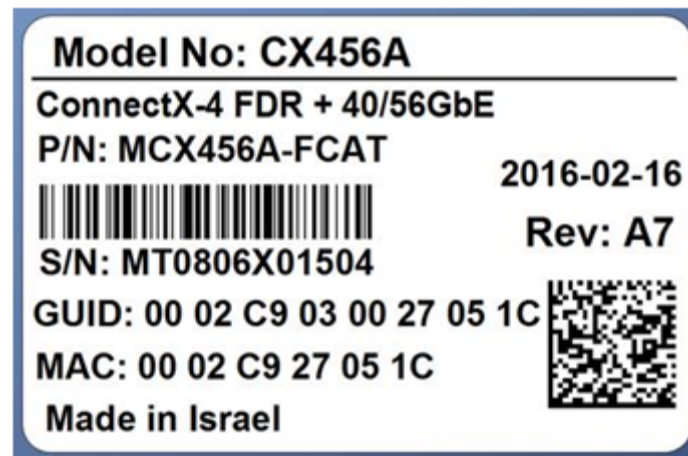 Model No: CX456A
ConnectX-4 FDR + 40/56GbE
P/N: MCX456A-FCAT
2016-02-16
Rev: A7
S/N: MT0806X01504
GUID: 00 02 C9 03 00 27 05 1C
MAC: 00 02 C9 27 05 1C
Made in Israel